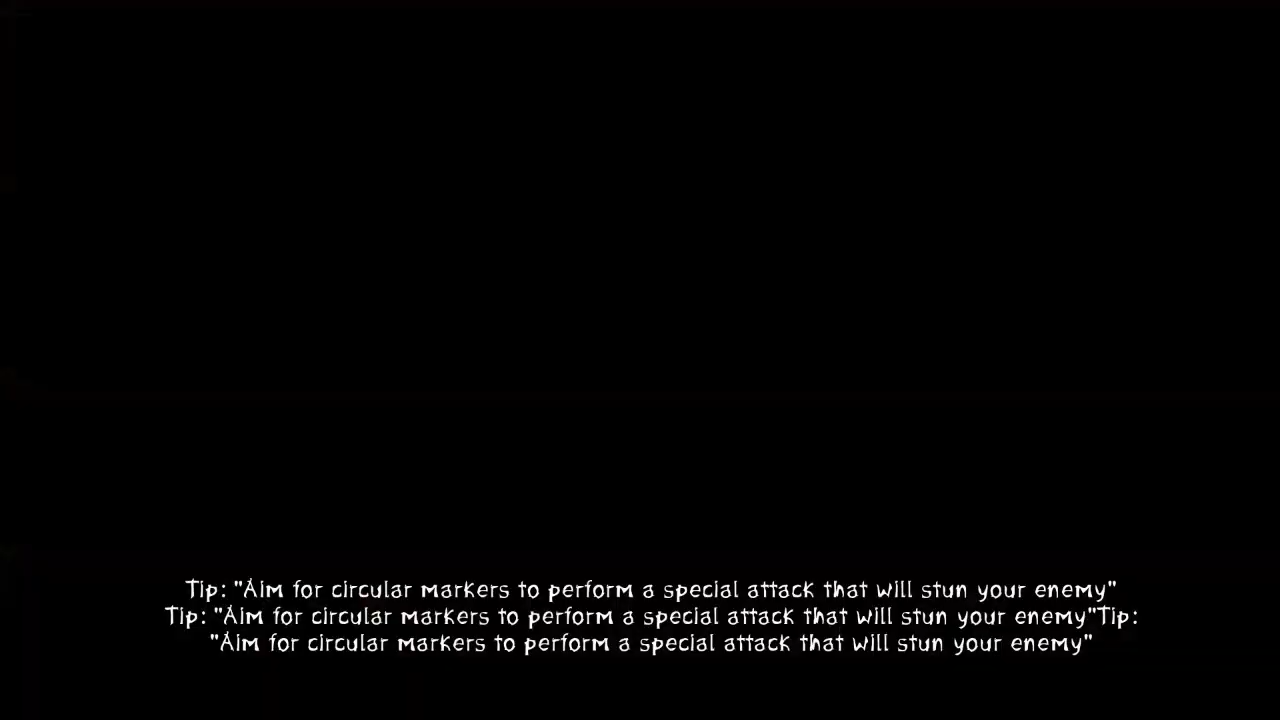 Tip: "Aim for circular markers to perform a special attack that will stun your enemy"
Tip: "Aim for circular markers to perform a special attack that will stun your enemy"Tip:
"Aim for circular markers to perform a special attack that will stun your enemy"